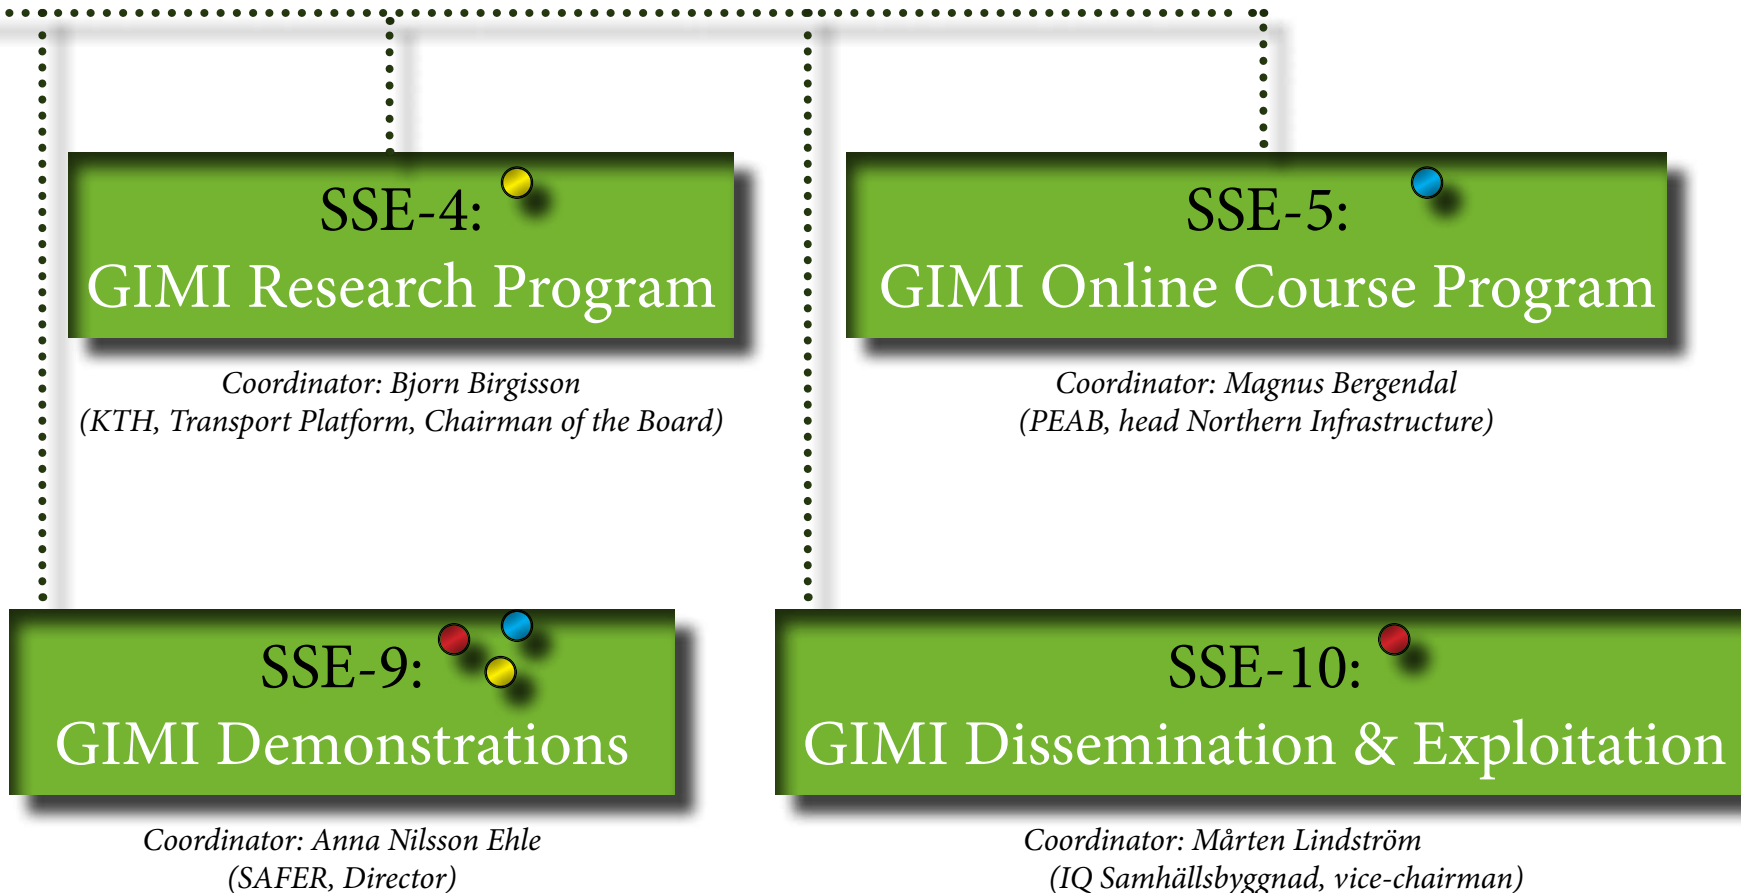 SSE-4:
GIMI Research Program
Coordinator: Bjorn Birgisson
(KTH, Transport Platform, Chairman of the Board)
SSE-5:
GIMI Online Course Program
Coordinator: Magnus Bergendal
(PEAB, head Northern Infrastructure)
SSE-9:
GIMI Demonstrations
Coordinator: Anna Nilsson Ehle
(SAFER, Director)
SSE-10:
GIMI Dissemination & Exploitation
Coordinator: Mårten Lindström
(IQ Samhällsbyggnad, vice-chairman)